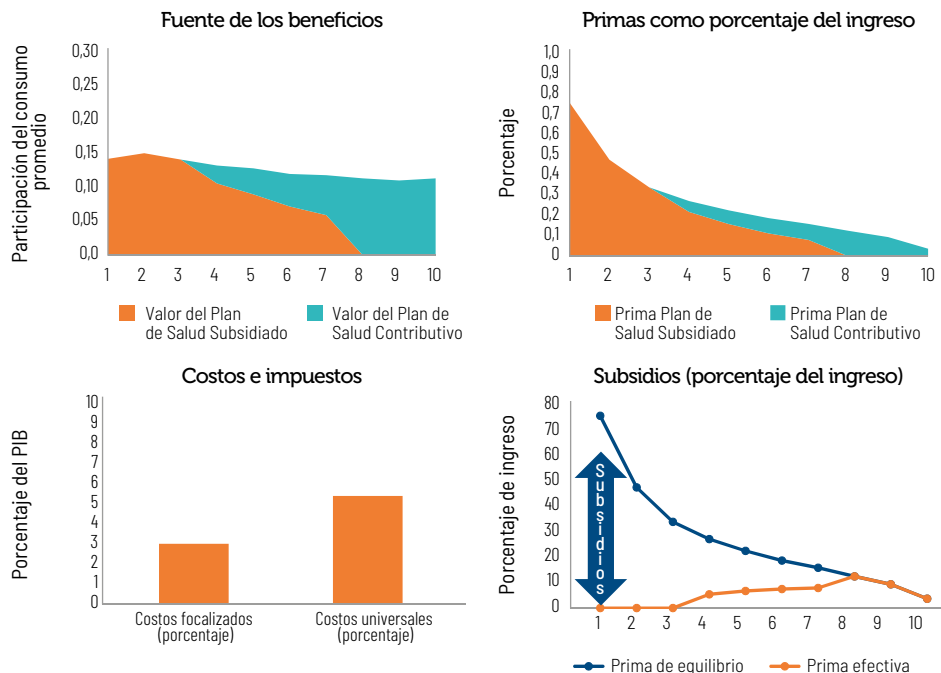 Fuente de los beneficios
Participación del consumo
promedio
0,30
0,25
0,20
0,15
0,10
0,05
0,0
1 2 3 4 5 6 7 8 9 10
Valor del Plan
de Salud Subsidiado
Valor del Plan de
Salud Contributivo
Primas como porcentaje del ingreso
Porcentaje
1,0
0,9
0,8
0,7
0,6
0,5
0,4
0,3
0,2
0,1
0
1 2 3 4 5 6 7 8 9 10
Prima Plan de
Salud Subsidiado
Prima Plan de
Salud Contributivo
Costos e impuestos
Porcentaje del PIB
10
9
8
7
6
5
4
3
2
1
0
Costos focalizados
(porcentaje)
Costos universales
(porcentaje)
Subsidios (porcentaje del ingreso)
Porcentaje de ingreso
80
70
60
50
40
30
20
10
0
Subsidios
1 2 3 4 5 6 7 8 9 10
Prima de equilibrio
Prima efectiva